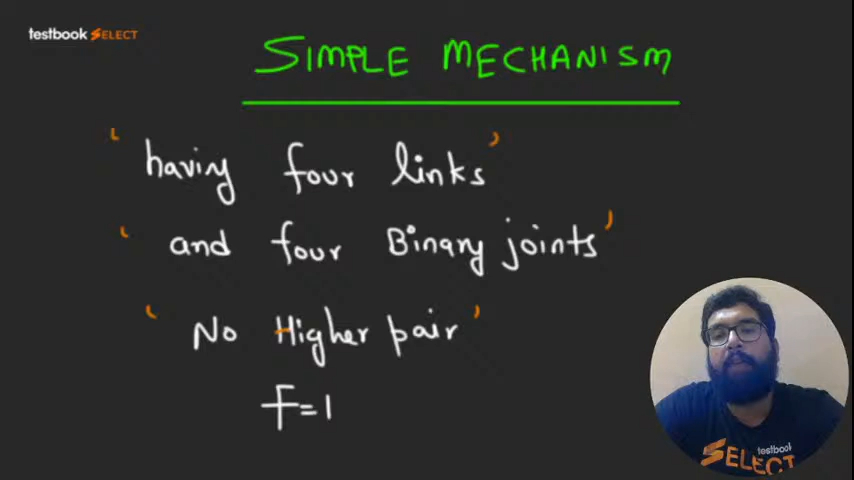 testbook SELECT
SIMPLE MECHANISM
' having four links '
' and four Binary joints '
' No Higher pair '
F=1
testbook
SELECT